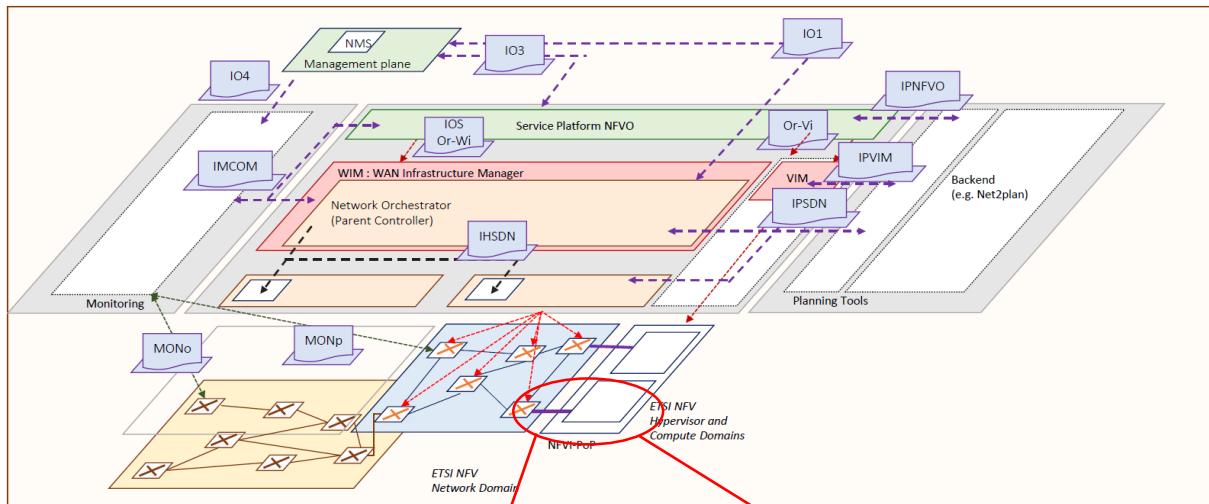 IO1
NMS
Management plane
IO3
IO4
IPNFVO
IOS
Or-Wi
Service Platform NFVO
Or-Vi
IMCOM
WIM : WAN Infrastructure Manager
IPVIM
VIM
Backend
(e.g. Net2plan)
Network Orchestrator
(Parent Controller)
IPSDN
IHSDN
Monitoring
Planning Tools
MONo
MONp
ETSI NFV
Hypervisor and
Compute Domains
NFVI-PoP
ETSI NFV
Network Domain